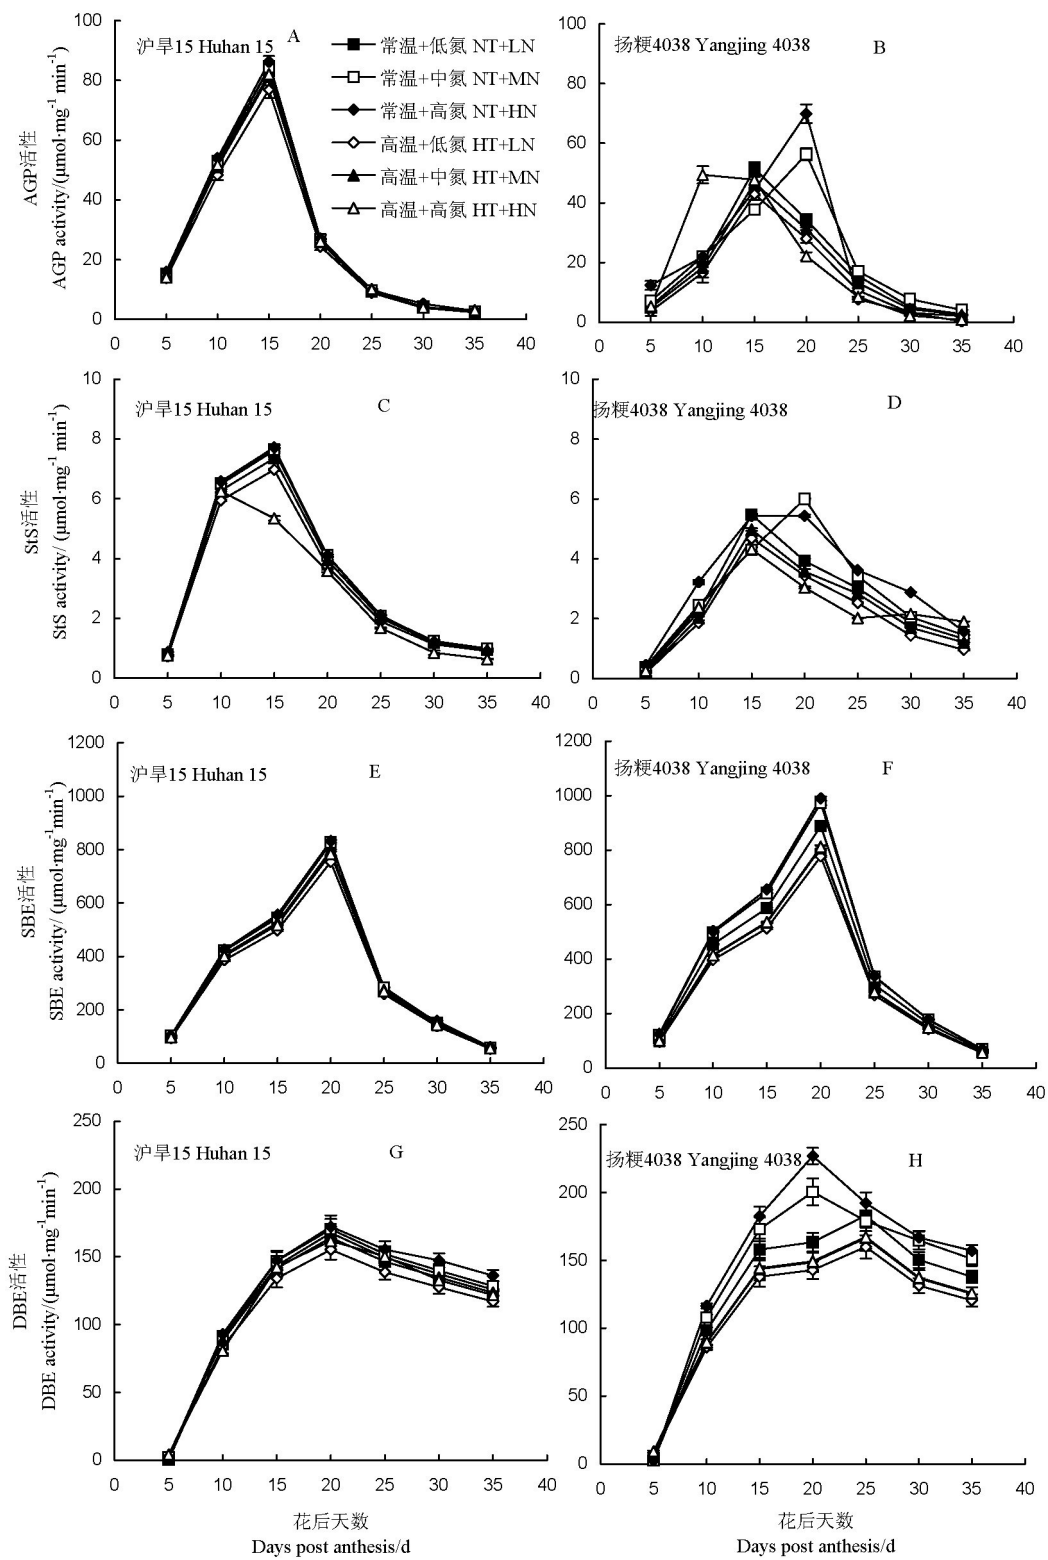 沪旱15 Huhan 15
A
常温+低氮 NT+LN
常温+中氮 NT+MN
常温+高氮 NT+HN
高温+低氮 HT+LN
高温+中氮 HT+MN
高温+高氮 HT+HN
AGP活性
AGP activity/(μmol·mg⁻¹ min⁻¹)
100
80
60
40
20
0
0 5 10 15 20 25 30 35 40
扬粳4038 Yangjing 4038
B
100
80
60
40
20
0
0 5 10 15 20 25 30 35 40
沪旱15 Huhan 15
C
StS活性
StS activity/ (μmol·mg⁻¹ min⁻¹)
10
8
6
4
2
0
0 5 10 15 20 25 30 35 40
扬粳4038 Yangjing 4038
D
10
8
6
4
2
0
0 5 10 15 20 25 30 35 40
沪旱15 Huhan 15
E
SBE活性
SBE activity/ (μmol·mg⁻¹min⁻¹)
1200
1000
800
600
400
200
0
0 5 10 15 20 25 30 35 40
扬粳4038 Yangjing 4038
F
1200
1000
800
600
400
200
0
0 5 10 15 20 25 30 35 40
沪旱15 Huhan 15
G
DBE活性
DBE activity/(μmol·mg⁻¹min⁻¹)
250
200
150
100
50
0
0 5 10 15 20 25 30 35 40
花后天数
Days post anthesis/d
扬粳4038 Yangjing 4038
H
250
200
150
100
50
0
0 5 10 15 20 25 30 35 40
花后天数
Days post anthesis/d